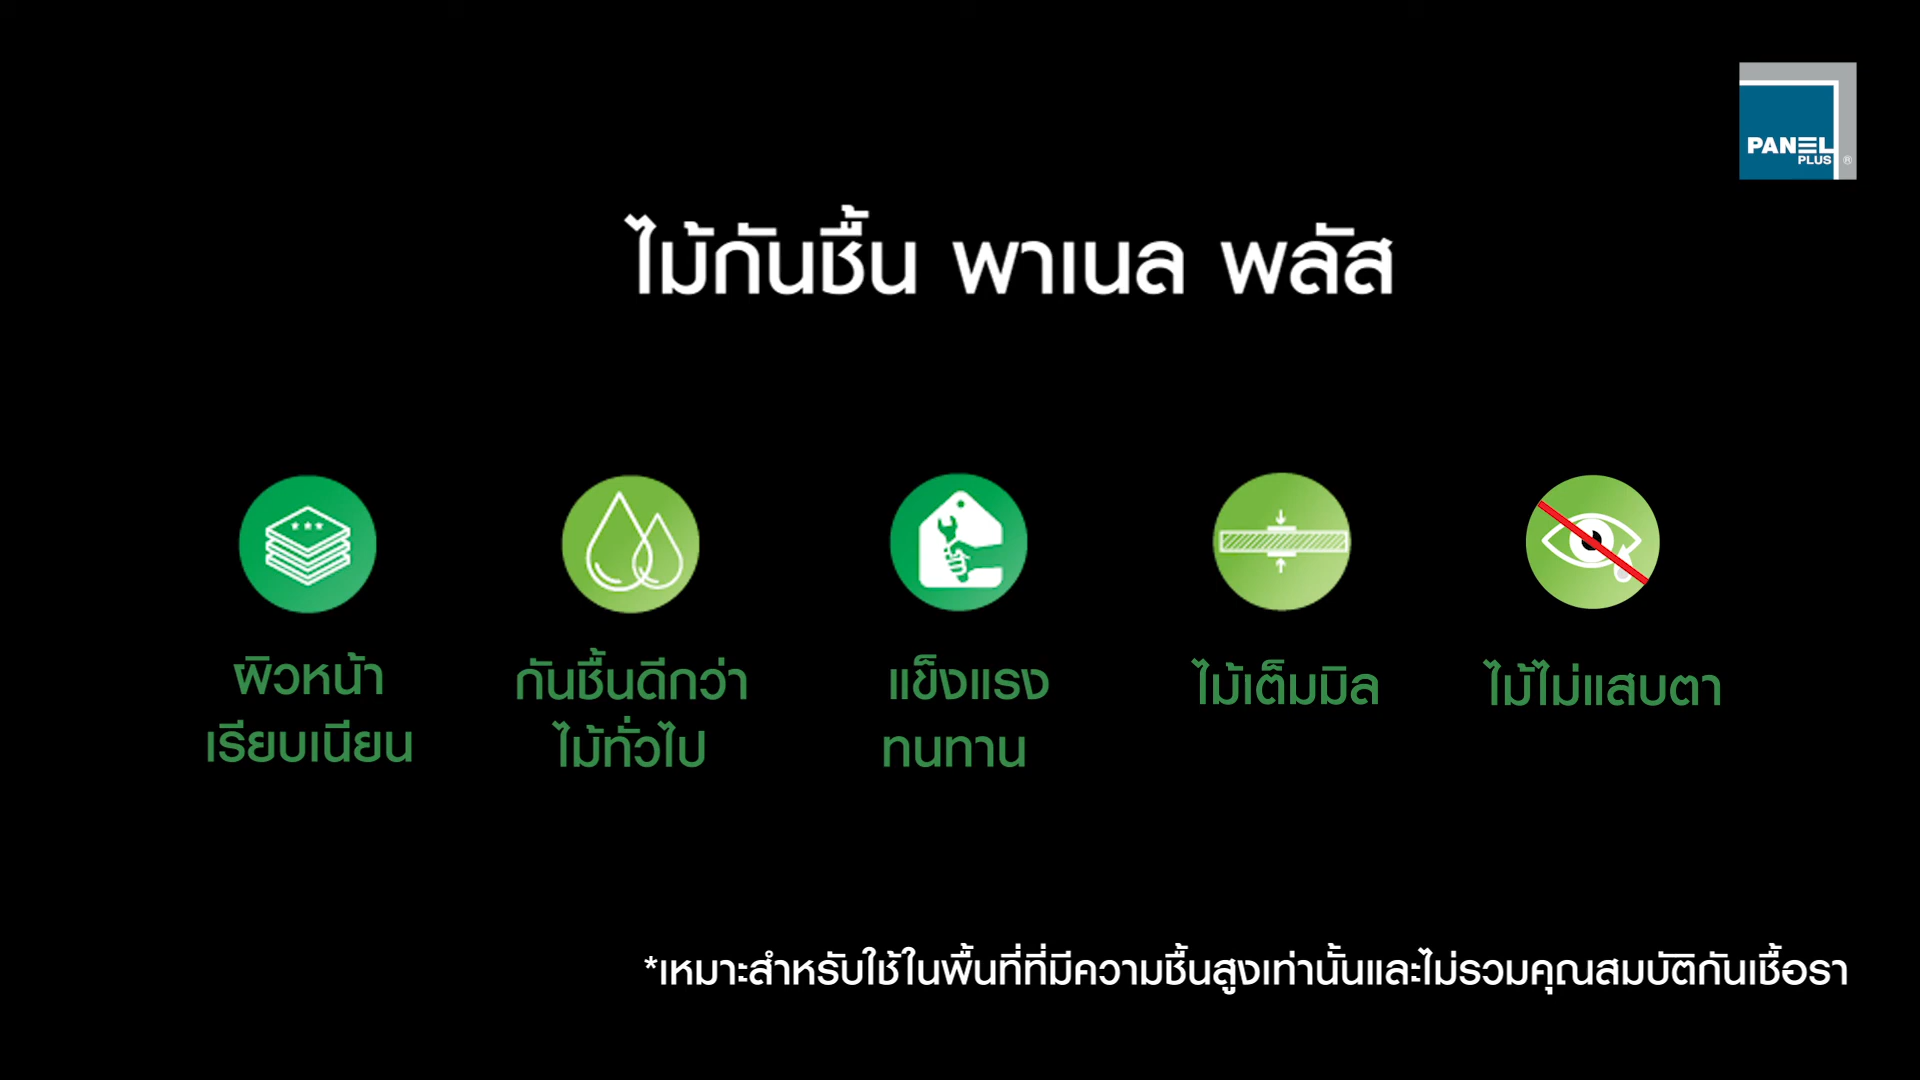 PANEL
PLUS ®
ไม้กันชื้น พาเนล พลัส
ผิวหน้า
เรียบเนียน
กันชื้นดีกว่า
ไม้ทั่วไป
แข็งแรง
ทนทาน
ไม้เต็มมิล
ไม้ไม่แสบตา
*เหมาะสำหรับใช้ในพื้นที่ที่มีความชื้นสูงเท่านั้นและไม่รวมคุณสมบัติกันเชื้อรา